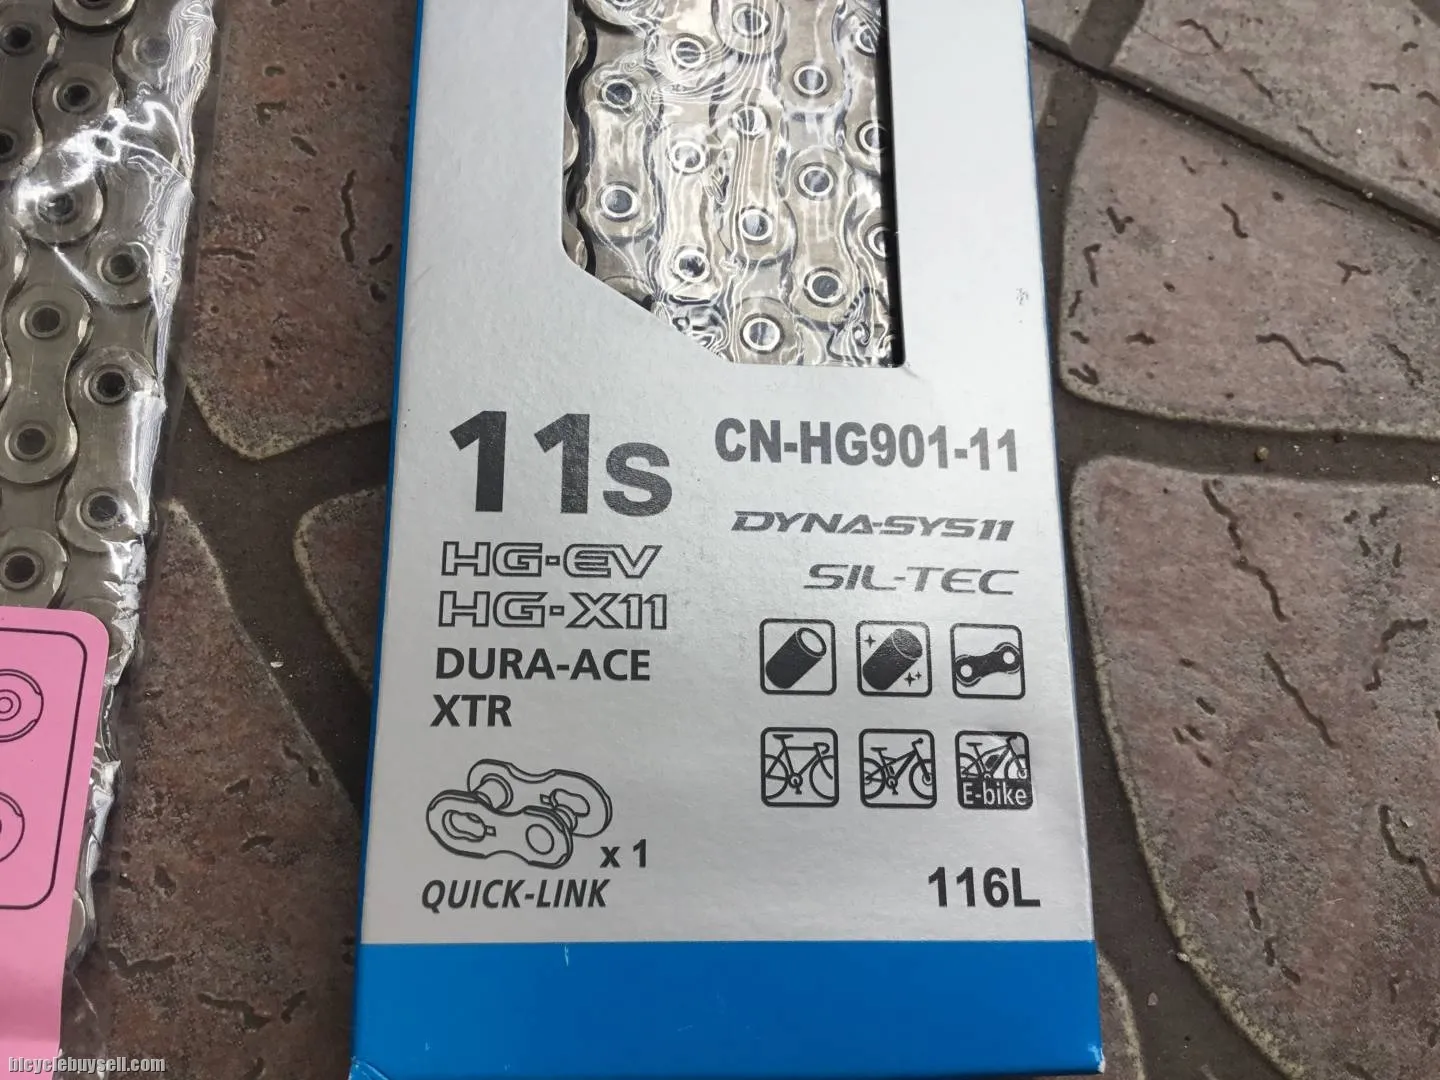 11s
CN-HG901-11
HG-EV
DYNA-SYS11
HG-X11
SIL-TEC
DURA-ACE
XTR
E-bike
x 1
QUICK-LINK
116L
bicyclebuysell.com